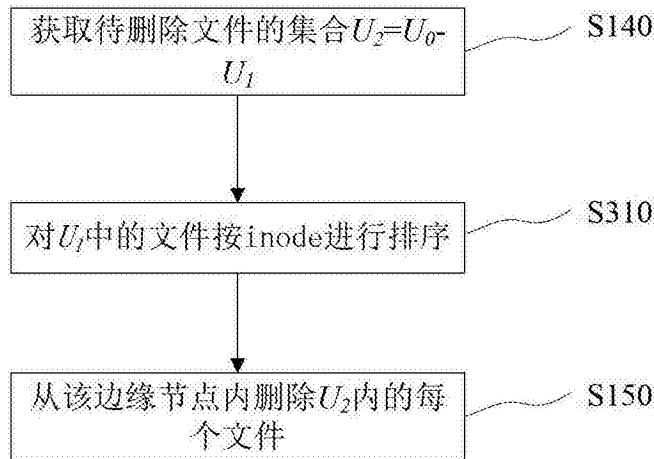 获取待删除文件的集合U2=U0-
U1
S140
对U1中的文件按inode进行排序
S310
从该边缘节点内删除U2内的每
个文件
S150